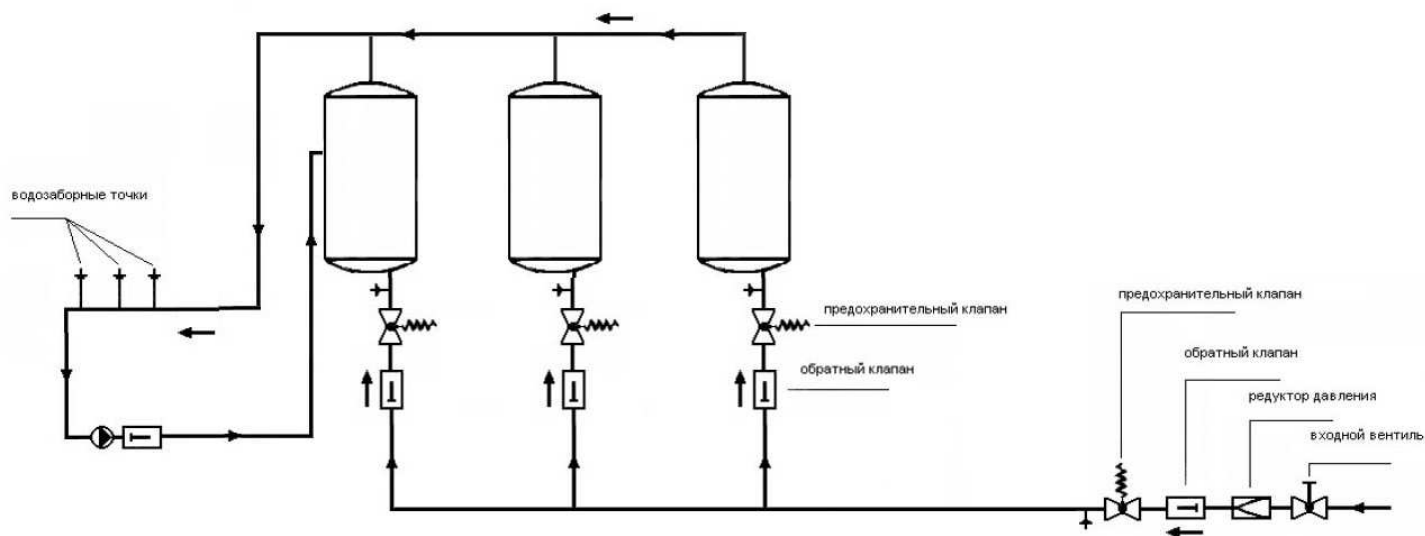 водозаборные точки
предохранительный клапан
обратный клапан
предохранительный клапан
обратный клапан
редуктор давления
входной вентиль